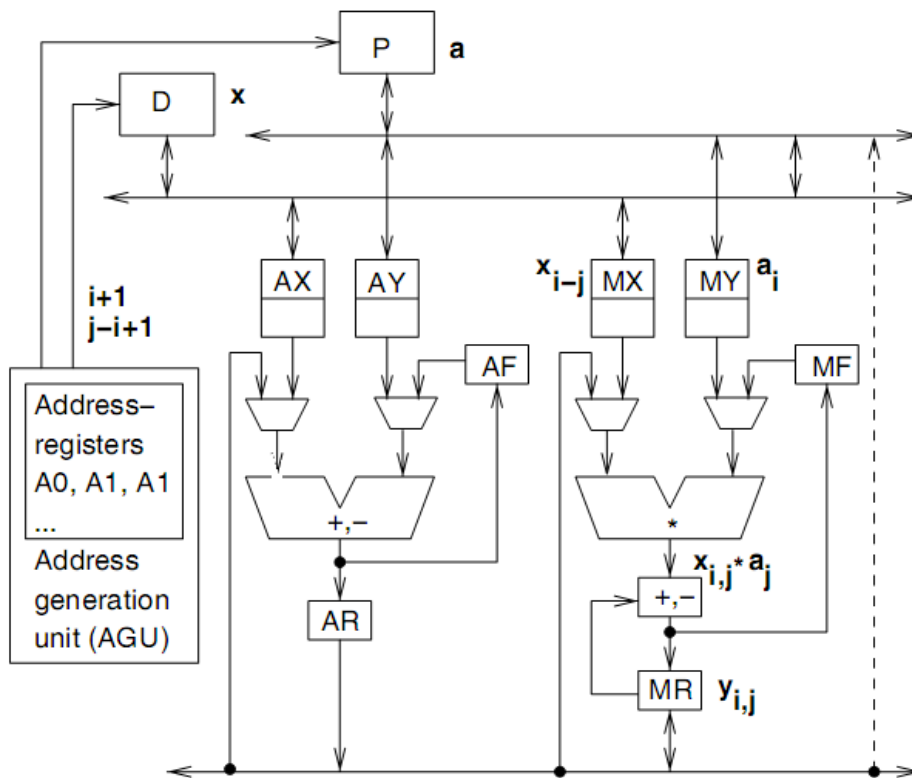 P
a
D
x
AX
AY
x i–j
MX
MY
a i
i+1
j–i+1
AF
MF
Address–
registers
A0, A1, A1
...
Address
generation
unit (AGU)
+,–
*
x i,j * a j
+,–
AR
MR
y i,j